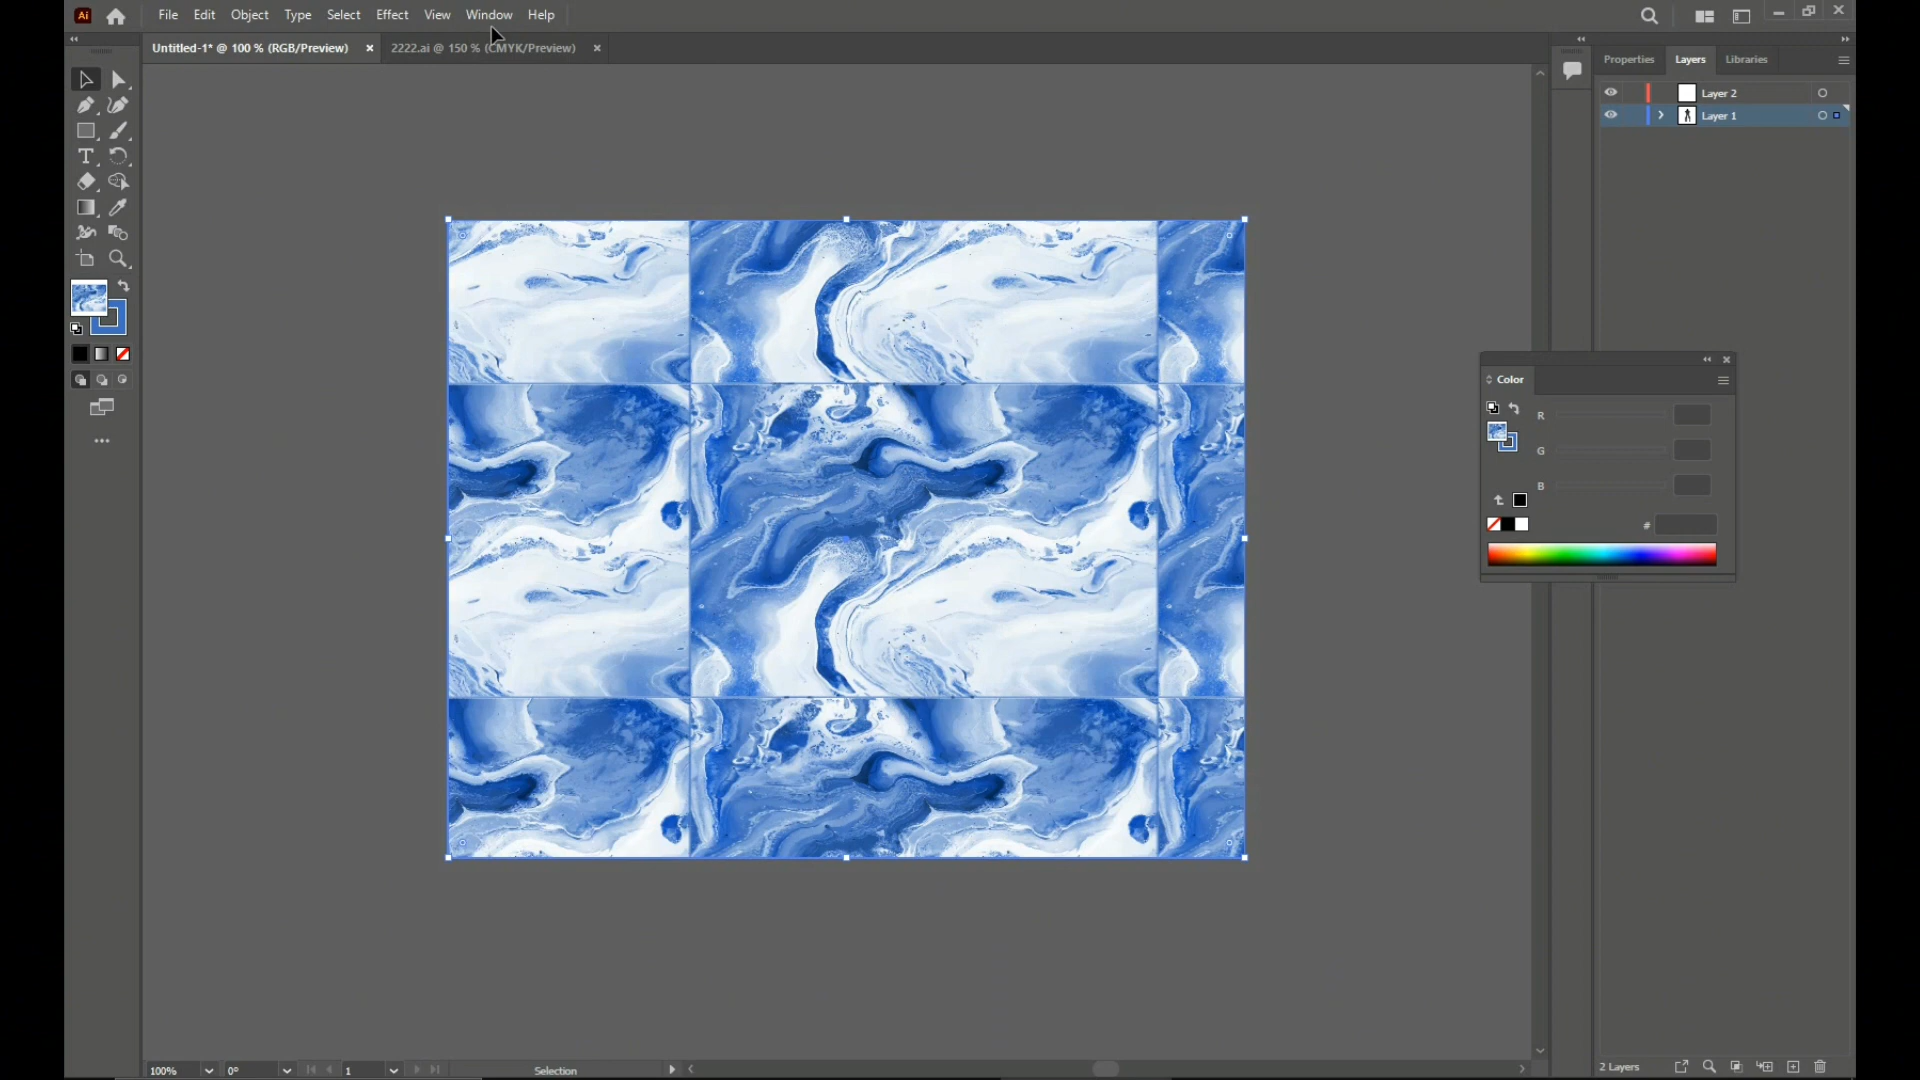 Ai File Edit Object Type Select Effect View Window Help
Untitled-1* @ 100 % (RGB/Preview) × 2222.ai @ 150 % (CMYK/Preview) ×
Properties Layers Libraries
Layer 2
Layer 1
Color
R
G
B
#
100% 0° 1 Selection
2 Layers